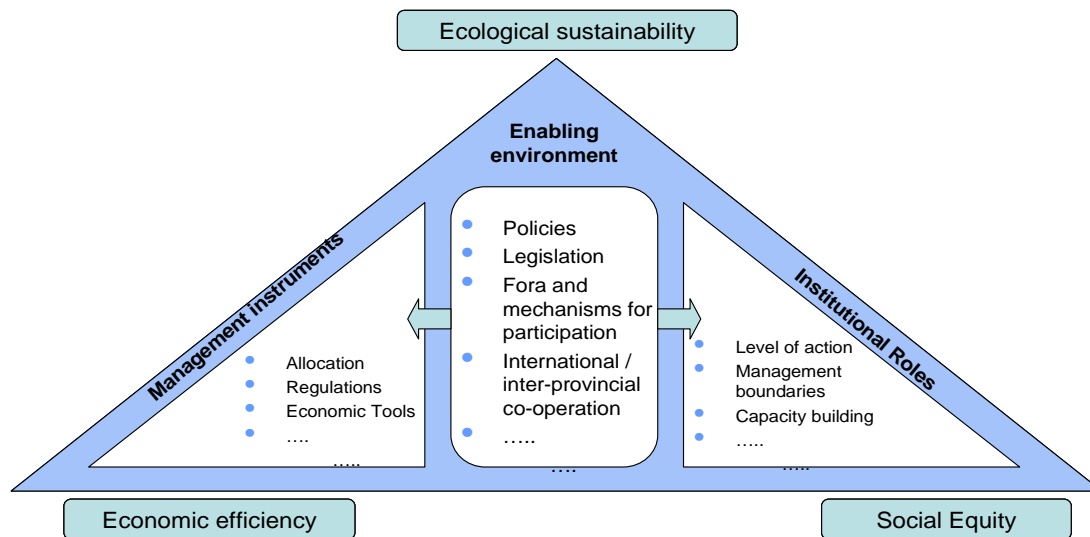 Ecological sustainability
Enabling
environment
Management instruments
Institutional Roles
• Policies
• Legislation
• Fora and
mechanisms for
participation
• International /
inter-provincial
co-operation
• …..
….
• Allocation
• Regulations
• Economic Tools
• ….
…..
• Level of action
• Management
boundaries
• Capacity building
• …..
…..
Economic efficiency
Social Equity